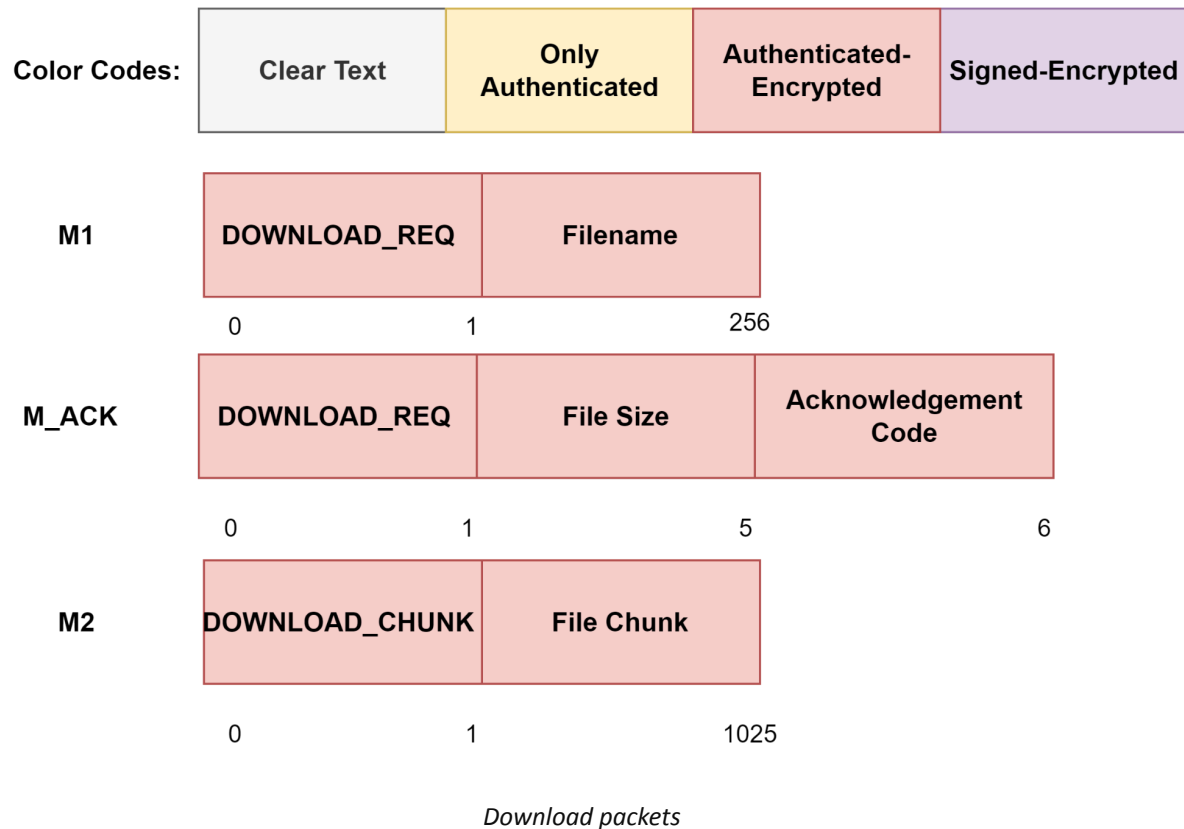 Color Codes:
Clear Text
Only
Authenticated
Authenticated-
Encrypted
Signed-Encrypted
M1
DOWNLOAD_REQ
Filename
0
1
256
M_ACK
DOWNLOAD_REQ
File Size
Acknowledgement
Code
0
1
5
6
M2
DOWNLOAD_CHUNK
File Chunk
0
1
1025
Download packets